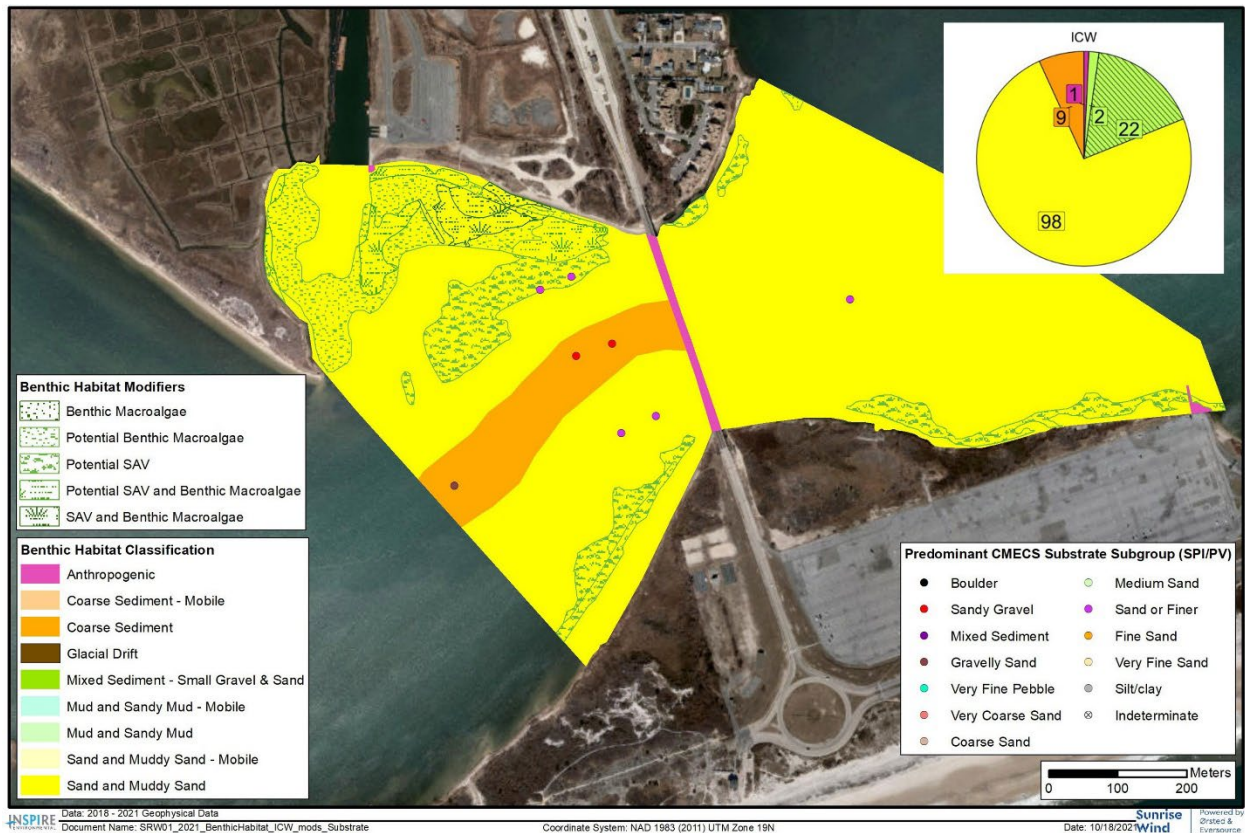 ICW
1
9
2
22
98
Benthic Habitat Modifiers
Benthic Macroalgae
Potential Benthic Macroalgae
Potential SAV
Potential SAV and Benthic Macroalgae
SAV and Benthic Macroalgae
Benthic Habitat Classification
Anthropogenic
Coarse Sediment - Mobile
Coarse Sediment
Glacial Drift
Mixed Sediment - Small Gravel & Sand
Mud and Sandy Mud - Mobile
Mud and Sandy Mud
Sand and Muddy Sand - Mobile
Sand and Muddy Sand
Predominant CMECS Substrate Subgroup (SPI/PV)
Boulder
Sandy Gravel
Mixed Sediment
Gravelly Sand
Very Fine Pebble
Very Coarse Sand
Coarse Sand
Medium Sand
Sand or Finer
Fine Sand
Very Fine Sand
Silt/clay
Indeterminate
Meters
0 100 200
INSPIRE
ENVIRONMENTAL
Data: 2018 - 2021 Geophysical Data
Document Name: SRW01_2021_BenthicHabitat_ICW_mods_Substrate
Coordinate System: NAD 1983 (2011) UTM Zone 19N
Date: 10/18/2021
Sunrise
Wind
Powered by
Ørsted &
Eversource